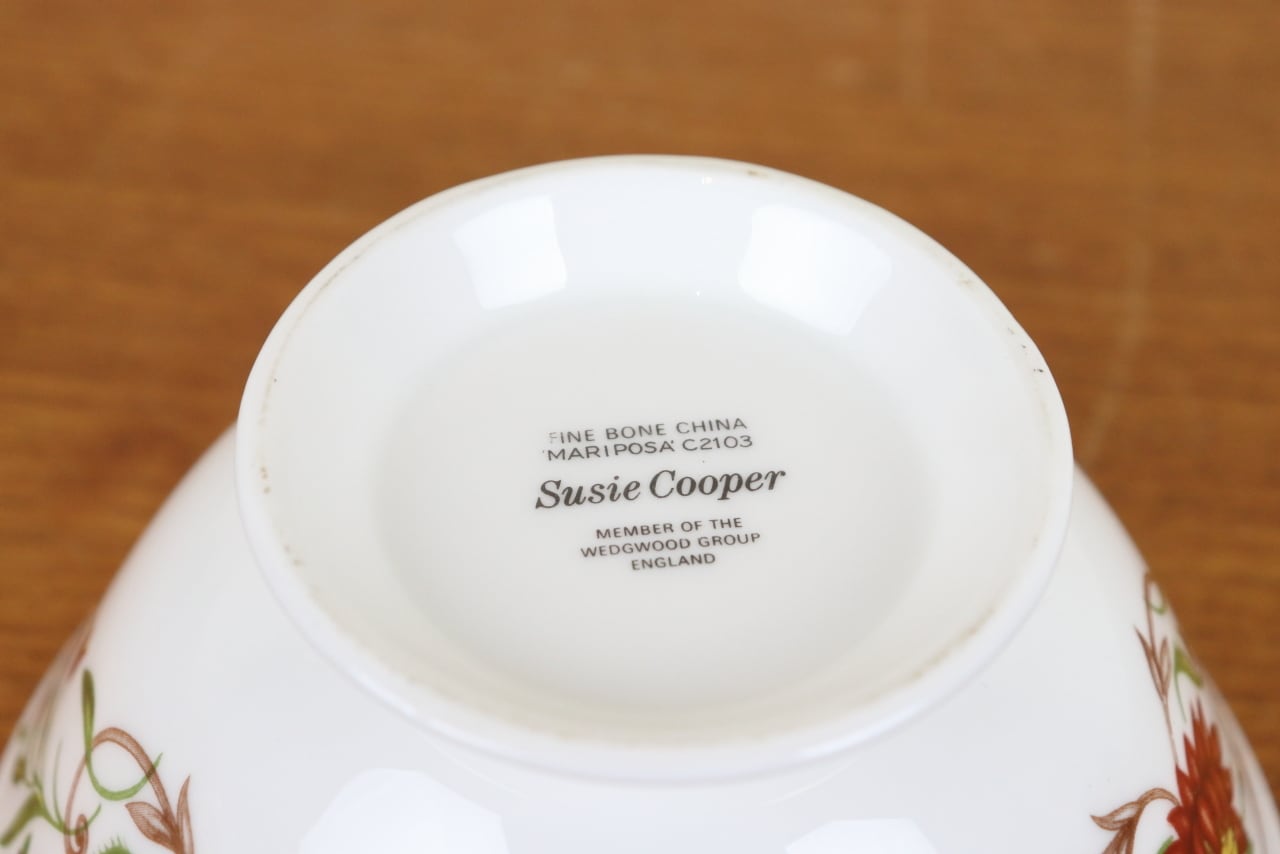 FINE BONE CHINA
'MARIPOSA' C2103
Susie Cooper
MEMBER OF THE
WEDGWOOD GROUP
ENGLAND